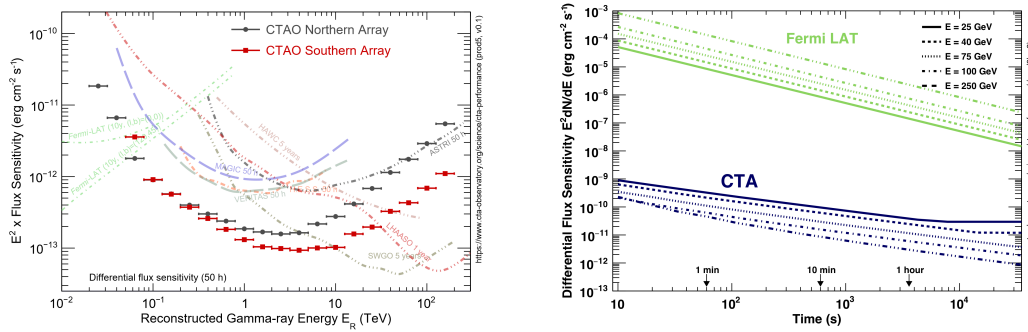 10⁻¹⁰
10⁻¹¹
10⁻¹²
10⁻¹³
E² x Flux Sensitivity (erg cm⁻² s⁻¹)
CTAO Northern Array
CTAO Southern Array
HAWC 5 years
MAGIC 50 h
VERITAS 50 h
ASTRI 50 h
LHAASO 1
SWGO 5 years
Differential flux sensitivity (50 h)
10⁻² 10⁻¹ 1 10 10²
Reconstructed Gamma-ray Energy E_R (TeV)
https://www.cta-observatory.org/science/cta-performance (prod5, v0.1)
Differential Flux Sensitivity E²dN/dE (erg cm⁻² s⁻¹)
10⁻³
10⁻⁴
10⁻⁵
10⁻⁶
10⁻⁷
10⁻⁸
10⁻⁹
10⁻¹⁰
10⁻¹¹
10⁻¹²
10⁻¹³
Fermi LAT
E = 25 GeV
E = 40 GeV
E = 75 GeV
E = 100 GeV
E = 250 GeV
CTA
1 min 10 min 1 hour
10 10² 10³ 10⁴
Time (s)